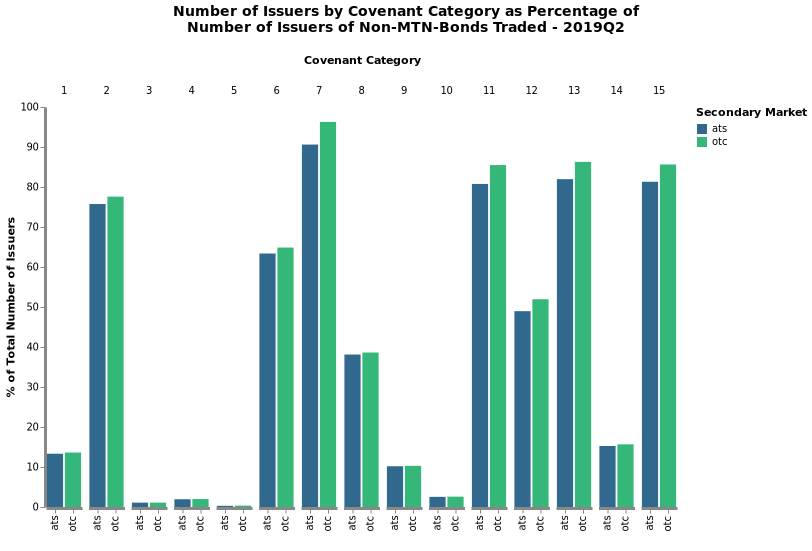 Number of Issuers by Covenant Category as Percentage of
Number of Issuers of Non-MTN-Bonds Traded - 2019Q2
Covenant Category
1 2 3 4 5 6 7 8 9 10 11 12 13 14 15
% of Total Number of Issuers
100
90
80
70
60
50
40
30
20
10
0
ats otc ats otc ats otc ats otc ats otc ats otc ats otc ats otc ats otc ats otc ats otc ats otc ats otc ats otc ats otc
Secondary Market
ats
otc